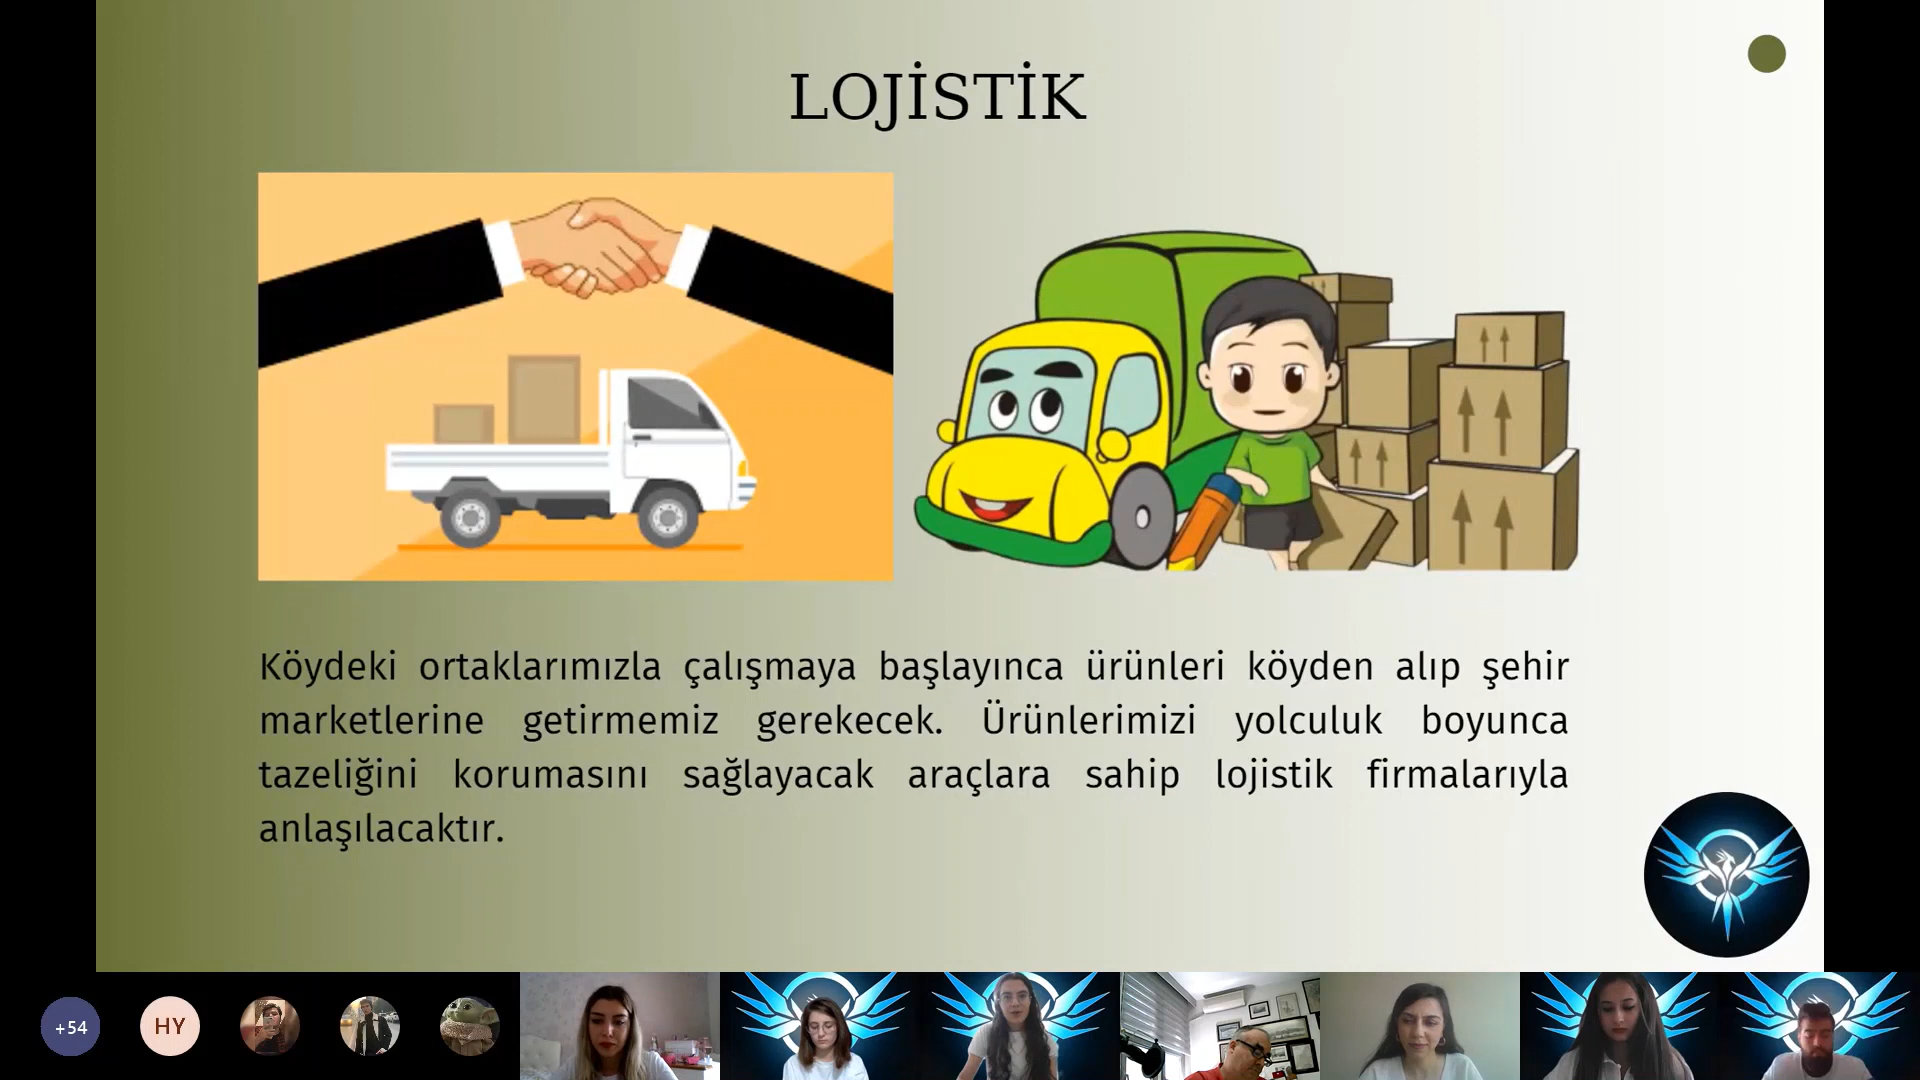 LOJİSTİK
Köydeki ortaklarımızla çalışmaya başlayınca ürünleri köyden alıp şehir
marketlerine getirmemiz gerekecek. Ürünlerimizi yolculuk boyunca
tazeliğini korumasını sağlayacak araçlara sahip lojistik firmalarıyla
anlaşılacaktır.
+54
HY